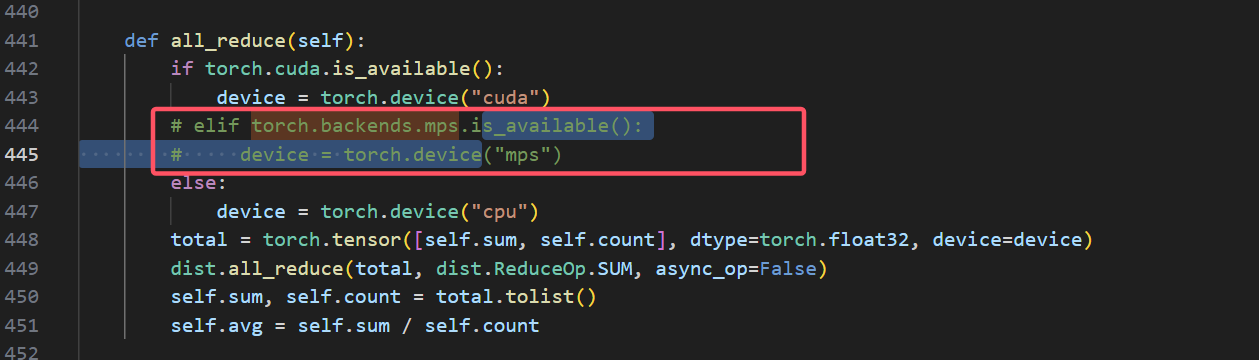 440
441 def all_reduce(self):
442 if torch.cuda.is_available():
443 device = torch.device("cuda")
444 # elif torch.backends.mps.is_available():
445 # device = torch.device("mps")
446 else:
447 device = torch.device("cpu")
448 total = torch.tensor([self.sum, self.count], dtype=torch.float32, device=device)
449 dist.all_reduce(total, dist.ReduceOp.SUM, async_op=False)
450 self.sum, self.count = total.tolist()
451 self.avg = self.sum / self.count
452